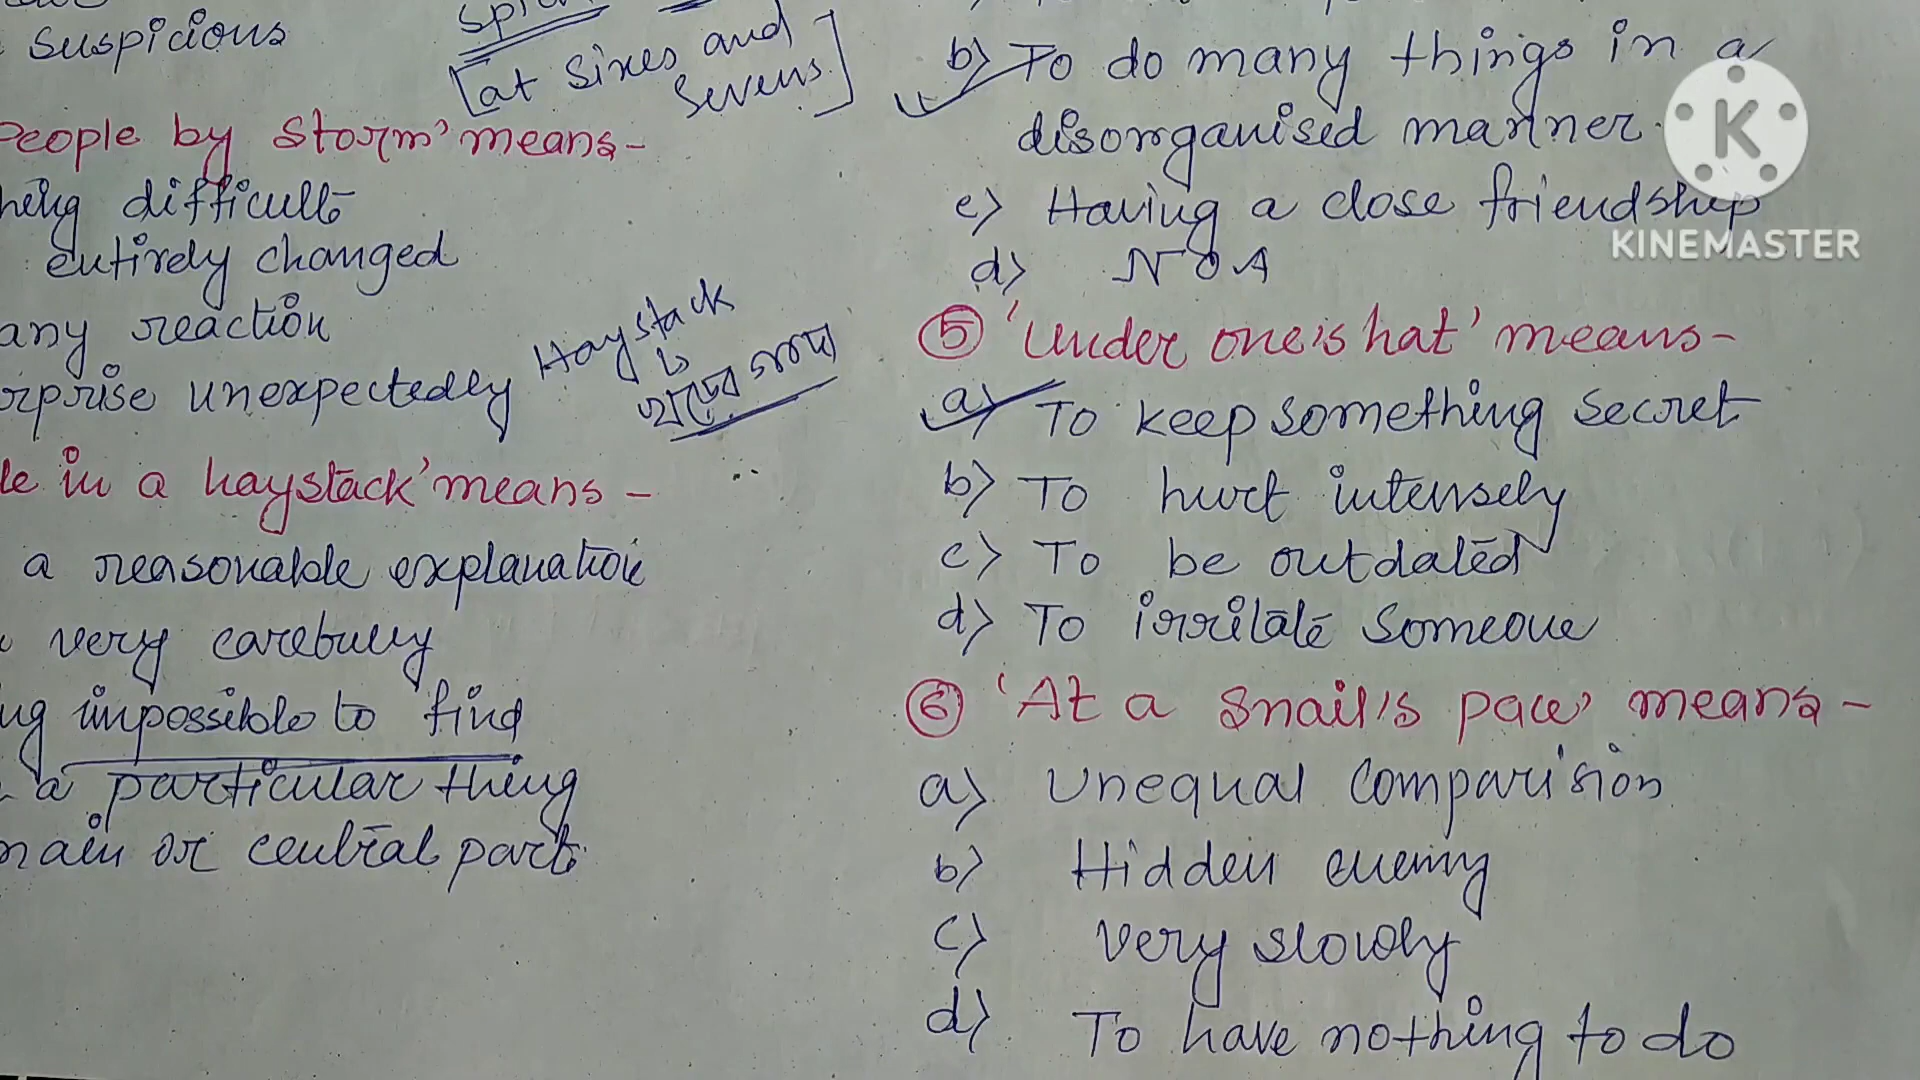 suspicious
[at sixes and
sevens]
People by storm' means-
difficult
entirely changed
any reaction
unexpectedly
Haystack
in a haystack' means -
a reasonable explanation
very carefully
impossible to find
a particular thing
main or central part
b) To do many things in a
disorganised manner.
c) Having a close friendship
d) NOA
⑤ 'Under one's hat' means-
a) To keep something secret
b) To hurt intensely
c) To be outdated
d) To irritate someone
⑥ 'At a snail's pace' means-
a) Unequal comparision
b) Hidden enemy
c) Very slowly
d) To have nothing to do
K
KINEMASTER